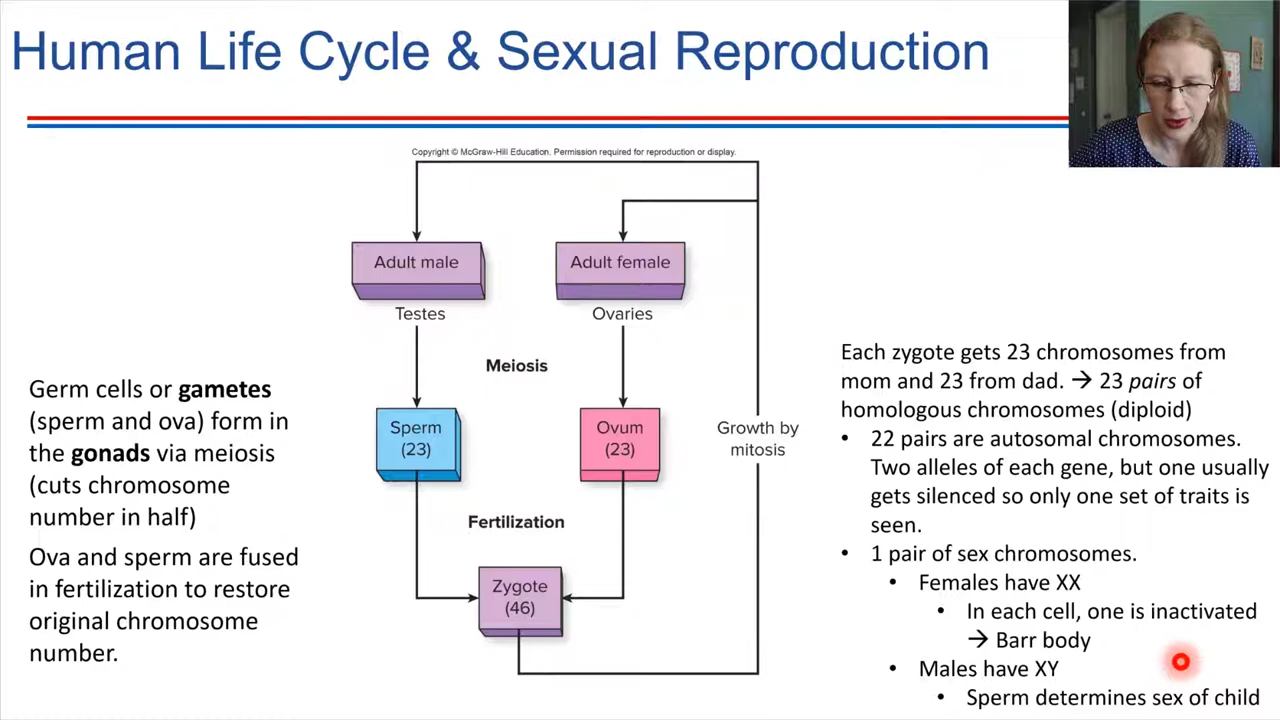 Human Life Cycle & Sexual Reproduction
Copyright © McGraw-Hill Education. Permission required for reproduction or display.
Adult male
Adult female
Testes
Ovaries
Meiosis
Sperm
(23)
Ovum
(23)
Growth by
mitosis
Fertilization
Zygote
(46)
Germ cells or gametes
(sperm and ova) form in
the gonads via meiosis
(cuts chromosome
number in half)
Ova and sperm are fused
in fertilization to restore
original chromosome
number.
Each zygote gets 23 chromosomes from
mom and 23 from dad. → 23 pairs of
homologous chromosomes (diploid)
• 22 pairs are autosomal chromosomes.
Two alleles of each gene, but one usually
gets silenced so only one set of traits is
seen.
• 1 pair of sex chromosomes.
• Females have XX
• In each cell, one is inactivated
→ Barr body
• Males have XY
• Sperm determines sex of child